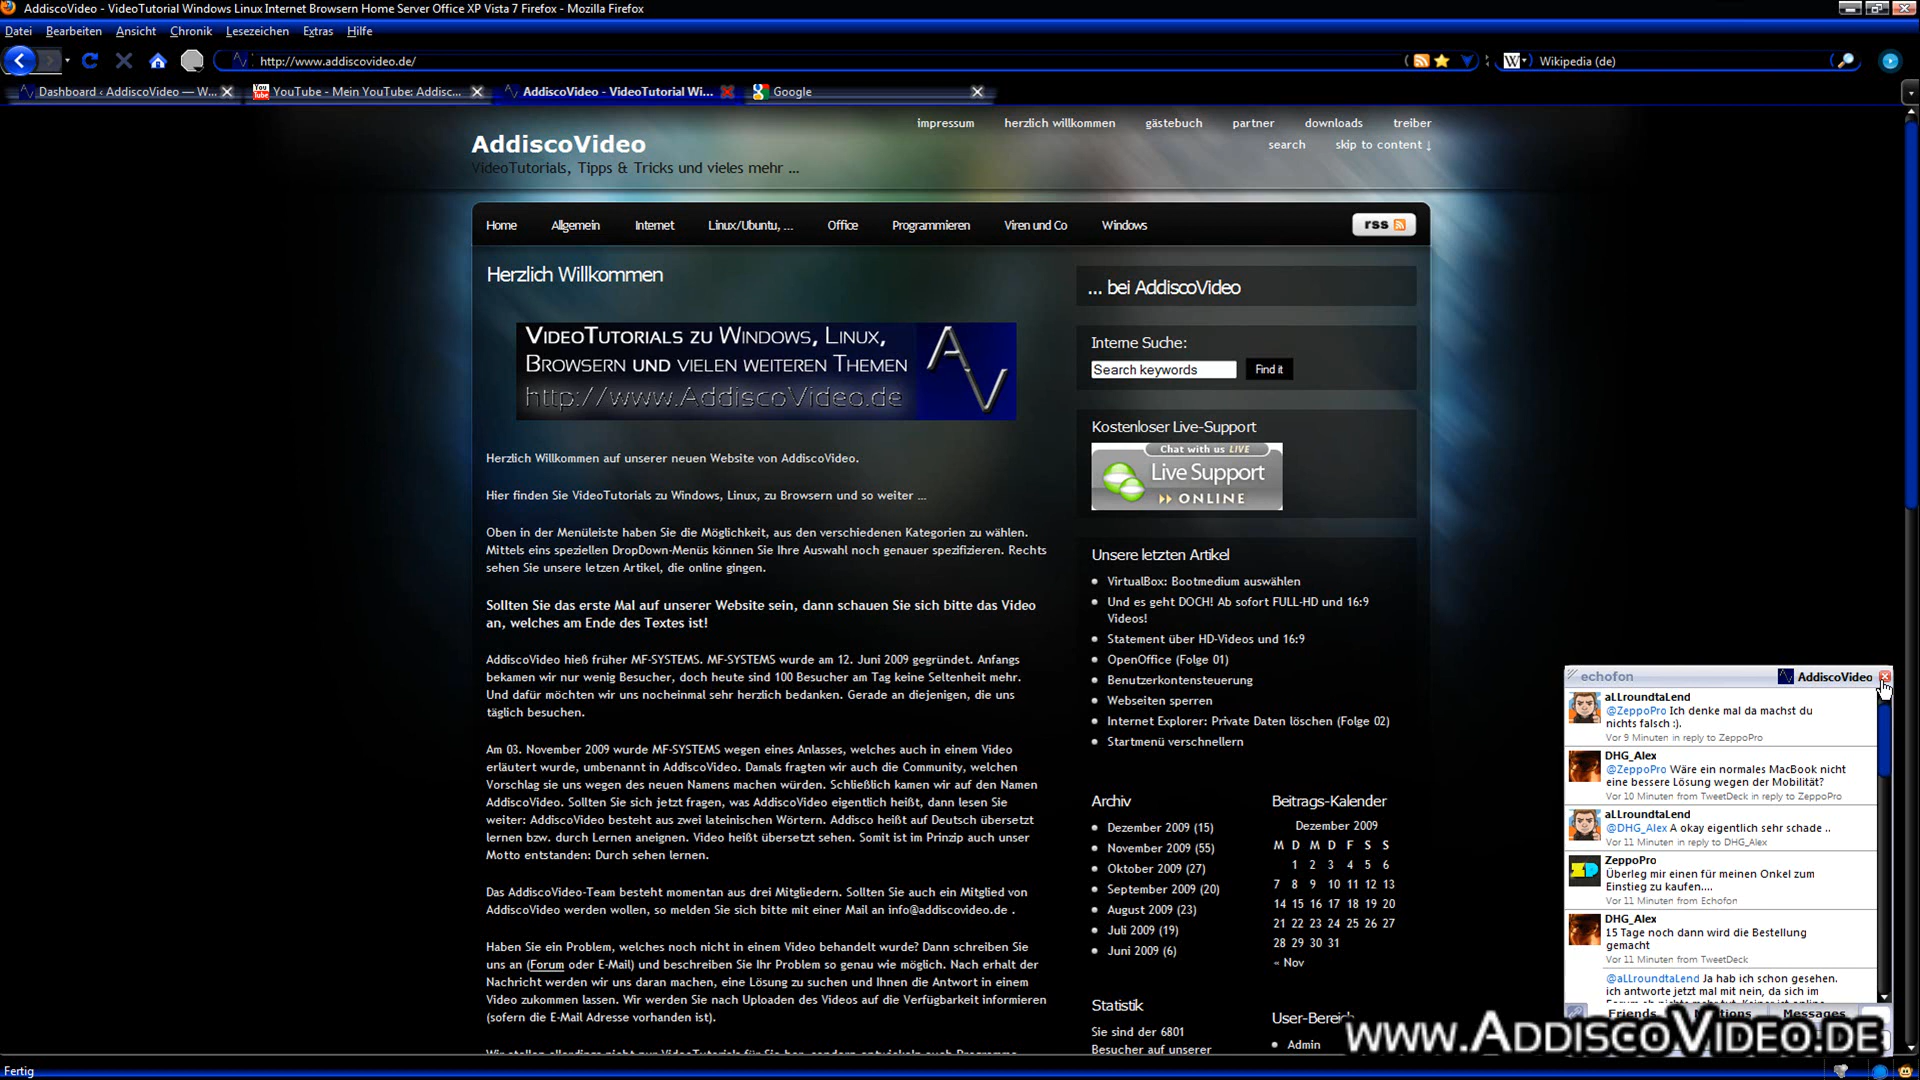 AddiscoVideo - VideoTutorial Windows Linux Internet Browsern Home Server Office XP Vista 7 Firefox - Mozilla Firefox
Datei Bearbeiten Ansicht Chronik Lesezeichen Extras Hilfe
http://www.addiscovideo.de/
W Wikipedia (de)
Dashboard ‹ AddiscoVideo — W...
You Tube YouTube - Mein YouTube: Addisc...
AddiscoVideo - VideoTutorial Wi...
Google
impressum herzlich willkommen gästebuch partner downloads treiber
search skip to content ↓
AddiscoVideo
VideoTutorials, Tipps & Tricks und vieles mehr ...
Home Allgemein Internet Linux/Ubuntu, ... Office Programmieren Viren und Co Windows
rss
Herzlich Willkommen
VideoTutorials zu Windows, Linux,
Browsern und vielen weiteren Themen
http://www.AddiscoVideo.de
AV
Herzlich Willkommen auf unserer neuen Website von AddiscoVideo.
Hier finden Sie VideoTutorials zu Windows, Linux, zu Browsern und so weiter ...
Oben in der Menüleiste haben Sie die Möglichkeit, aus den verschiedenen Kategorien zu wählen.
Mittels eins speziellen DropDown-Menüs können Sie Ihre Auswahl noch genauer spezifizieren. Rechts
sehen Sie unsere letzen Artikel, die online gingen.
Sollten Sie das erste Mal auf unserer Website sein, dann schauen Sie sich bitte das Video
an, welches am Ende des Textes ist!
AddiscoVideo hieß früher MF-SYSTEMS. MF-SYSTEMS wurde am 12. Juni 2009 gegründet. Anfangs
bekamen wir nur wenig Besucher, doch heute sind 100 Besucher am Tag keine Seltenheit mehr.
Und dafür möchten wir uns nocheinmal sehr herzlich bedanken. Gerade an diejenigen, die uns
täglich besuchen.
Am 03. November 2009 wurde MF-SYSTEMS wegen eines Anlasses, welches auch in einem Video
erläutert wurde, umbenannt in AddiscoVideo. Damals fragten wir auch die Community, welchen
Vorschlag sie uns wegen des neuen Namens machen würden. Schließlich kamen wir auf den Namen
AddiscoVideo. Sollten Sie sich jetzt fragen, was AddiscoVideo eigentlich heißt, dann lesen Sie
weiter: AddiscoVideo besteht aus zwei lateinischen Wörtern. Addisco heißt auf Deutsch übersetzt
lernen bzw. durch Lernen aneignen. Video heißt übersetzt sehen. Somit ist im Prinzip auch unser
Motto entstanden: Durch sehen lernen.
Das AddiscoVideo-Team besteht momentan aus drei Mitgliedern. Sollten Sie auch ein Mitglied von
AddiscoVideo werden wollen, so melden Sie sich bitte mit einer Mail an info@addiscovideo.de .
Haben Sie ein Problem, welches noch nicht in einem Video behandelt wurde? Dann schreiben Sie
uns an (Forum oder E-Mail) und beschreiben Sie Ihr Problem so genau wie möglich. Nach erhalt der
Nachricht werden wir uns daran machen, eine Lösung zu suchen und Ihnen die Antwort in einem
Video zukommen lassen. Wir werden Sie nach Uploaden des Videos auf die Verfügbarkeit informieren
(sofern die E-Mail Adresse vorhanden ist).
... bei AddiscoVideo
Interne Suche:
Search keywords Find it
Kostenloser Live-Support
Chat with us LIVE
Live Support
ONLINE
Unsere letzten Artikel
VirtualBox: Bootmedium auswählen
Und es geht DOCH! Ab sofort FULL-HD und 16:9
Videos!
Statement über HD-Videos und 16:9
OpenOffice (Folge 01)
Benutzerkontensteuerung
Webseiten sperren
Internet Explorer: Private Daten löschen (Folge 02)
Startmenü verschnellern
Archiv
Dezember 2009 (15)
November 2009 (55)
Oktober 2009 (27)
September 2009 (20)
August 2009 (23)
Juli 2009 (19)
Juni 2009 (6)
Beitrags-Kalender
Dezember 2009
M D M D F S S
1 2 3 4 5 6
7 8 9 10 11 12 13
14 15 16 17 18 19 20
21 22 23 24 25 26 27
28 29 30 31
« Nov
Statistik
Sie sind der 6801
Besucher auf unserer
User-Bereich
Admin
echofon AddiscoVideo
aLLroundtaLend
@ZeppoPro Ich denke mal da machst du
nichts falsch :).
Vor 9 Minuten in reply to ZeppoPro
DHG_Alex
@ZeppoPro Wäre ein normales MacBook nicht
eine bessere Lösung wegen der Mobilität?
Vor 10 Minuten from TweetDeck in reply to ZeppoPro
aLLroundtaLend
@DHG_Alex A okay eigentlich sehr schade ..
Vor 11 Minuten in reply to DHG_Alex
ZeppoPro
Überleg mir einen für meinen Onkel zum
Einstieg zu kaufen....
Vor 11 Minuten from Echofon
DHG_Alex
15 Tage noch dann wird die Bestellung
gemacht
Vor 11 Minuten from TweetDeck
@aLLroundtaLend Ja hab ich schon gesehen.
ich antworte jetzt mal mit nein, da sich im
Friends Mentions Messages
www.AddiscoVideo.de
Fertig